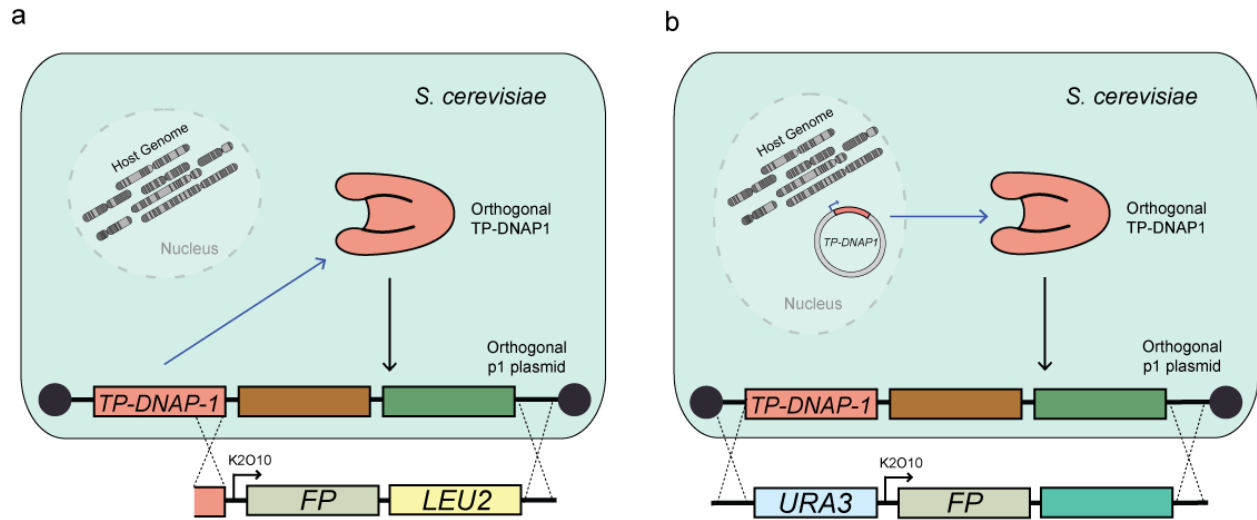 a
S. cerevisiae
Host Genome
Nucleus
Orthogonal
TP-DNAP1
Orthogonal
p1 plasmid
TP-DNAP-1
K2O10
FP
LEU2
b
S. cerevisiae
Host Genome
TP-DNAP1
Nucleus
Orthogonal
TP-DNAP1
Orthogonal
p1 plasmid
TP-DNAP-1
K2O10
URA3
FP